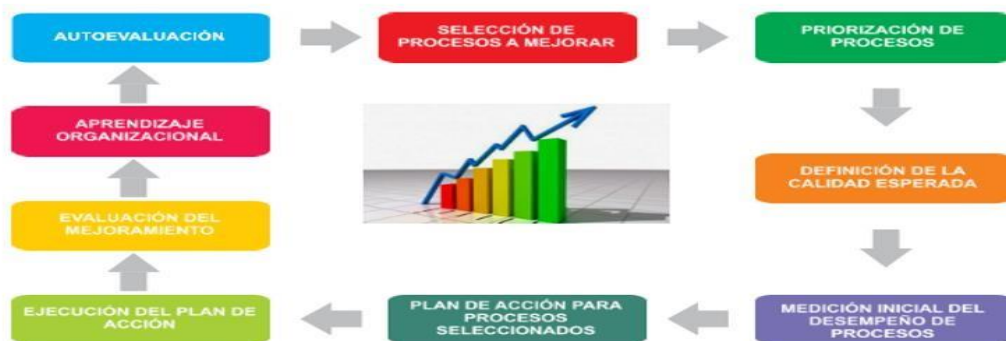 AUTOEVALUACIÓN
SELECCIÓN DE
PROCESOS A MEJORAR
PRIORIZACIÓN DE
PROCESOS
DEFINICIÓN DE LA
CALIDAD ESPERADA
MEDICIÓN INICIAL DEL
DESEMPEÑO DE
PROCESOS
PLAN DE ACCIÓN PARA
PROCESOS
SELECCIONADOS
EJECUCIÓN DEL PLAN DE
ACCIÓN
EVALUACIÓN DEL
MEJORAMIENTO
APRENDIZAJE
ORGANIZACIONAL